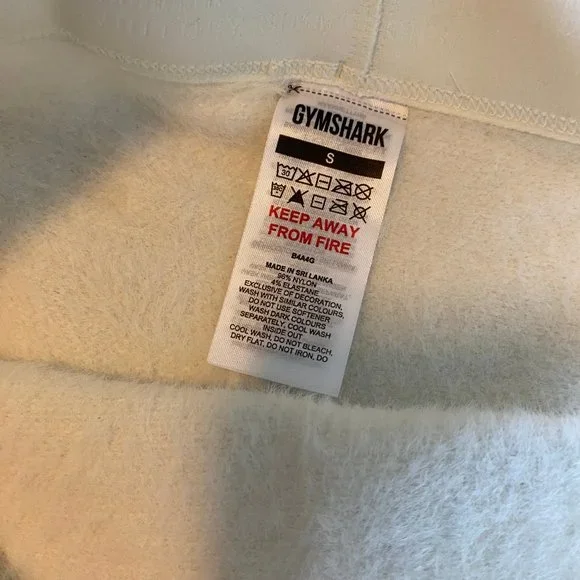 GYMSHARK
S
30
KEEP AWAY
FROM FIRE
B4A4G
MADE IN SRI LANKA
96% NYLON
4% ELASTANE
EXCLUSIVE OF DECORATION,
WASH WITH SIMILAR COLOURS,
DO NOT USE SOFTENER
WASH DARK COLOURS
SEPARATELY, COOL WASH
INSIDE OUT
COOL WASH, DO NOT BLEACH,
DRY FLAT, DO NOT IRON, DO